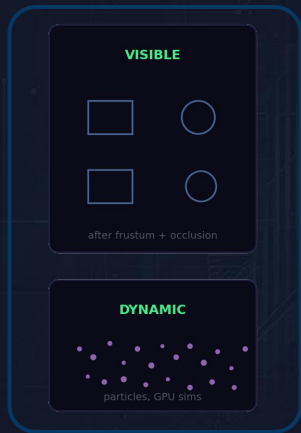 VISIBLE
after frustum + occlusion
DYNAMIC
particles, GPU sims